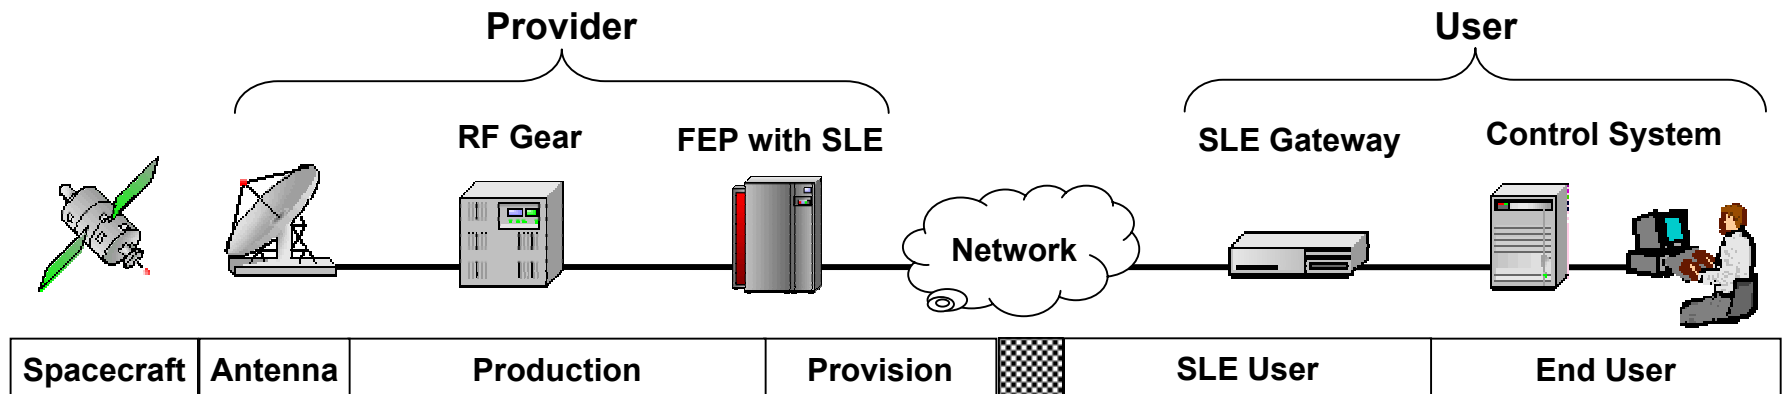 Provider
User
RF Gear
FEP with SLE
SLE Gateway
Control System
Network
Spacecraft
Antenna
Production
Provision
SLE User
End User